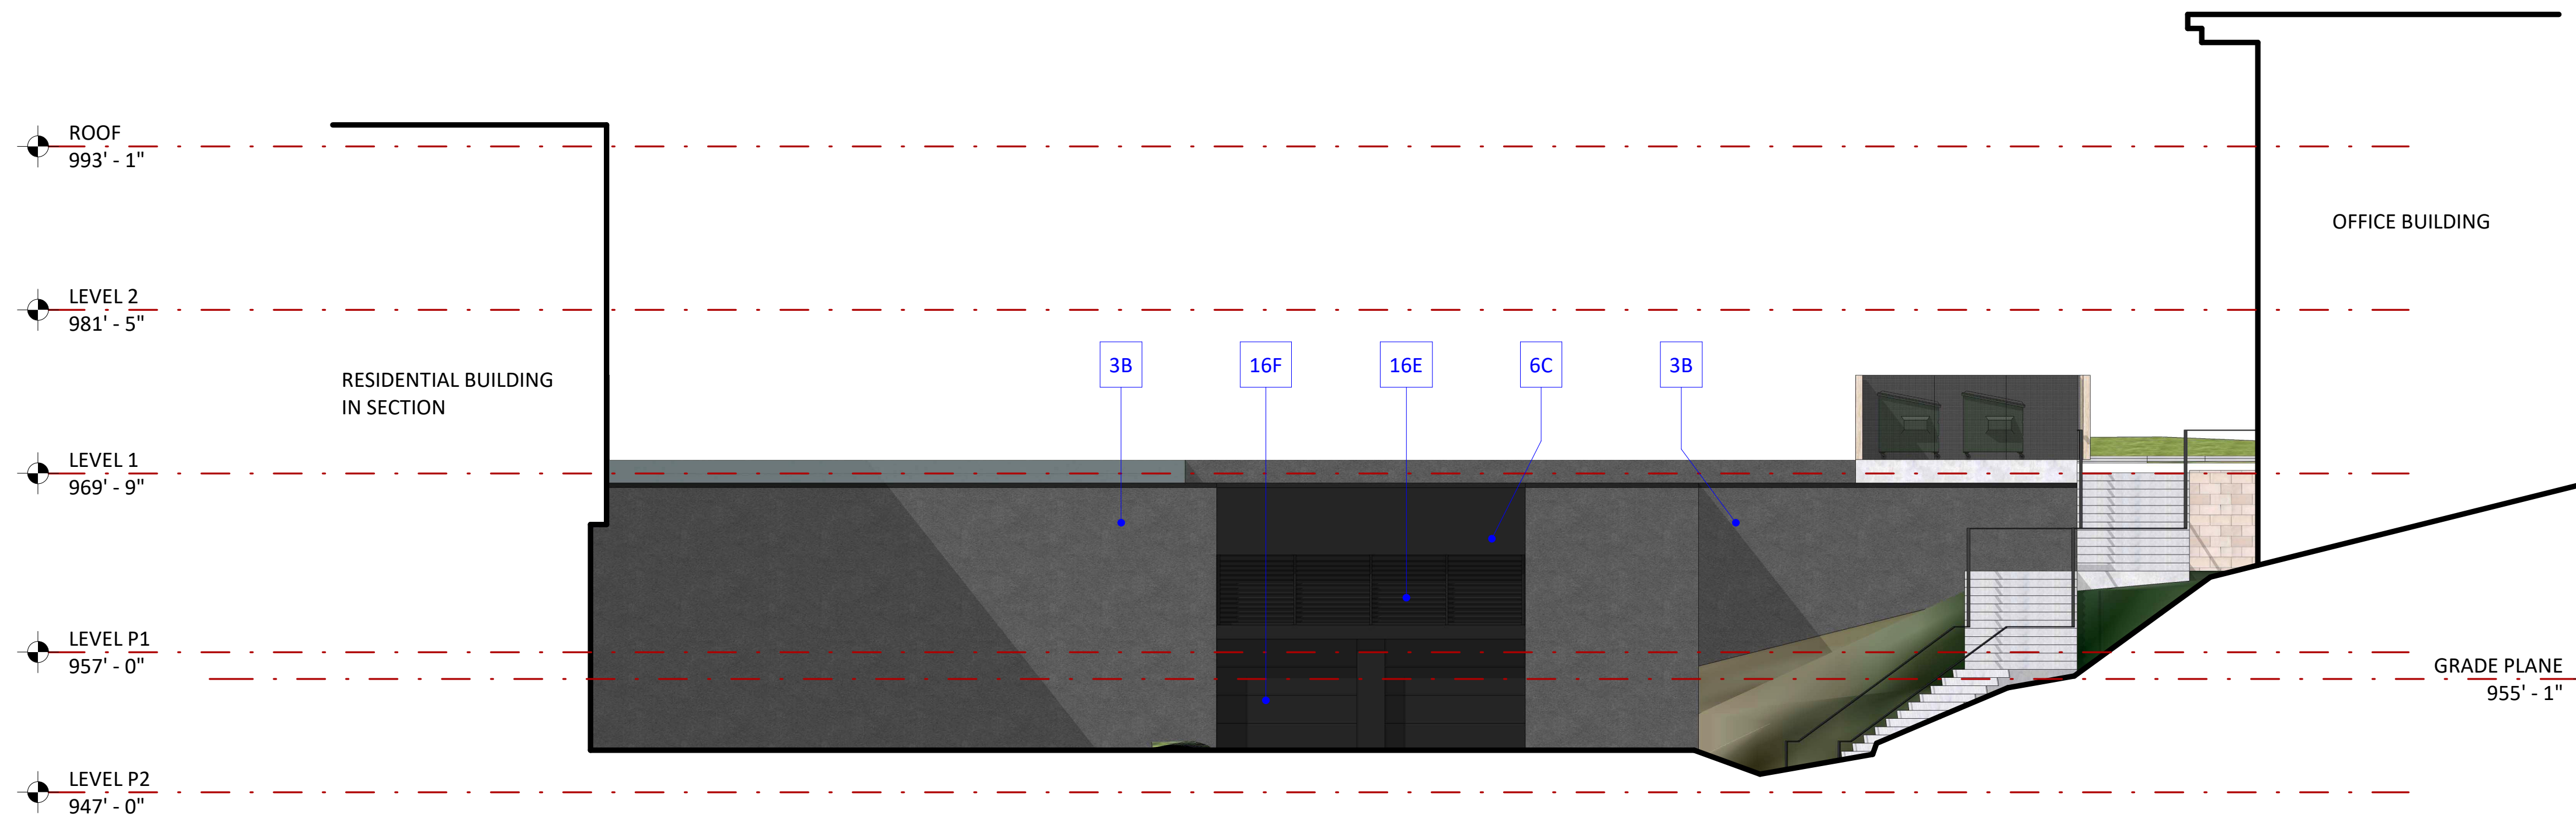 ROOF
993' - 1"
OFFICE BUILDING
LEVEL 2
981' - 5"
3B
16F
16E
6C
3B
RESIDENTIAL BUILDING
IN SECTION
LEVEL 1
969' - 9"
LEVEL P1
957' - 0"
GRADE PLANE
955' - 1"
LEVEL P2
947' - 0"